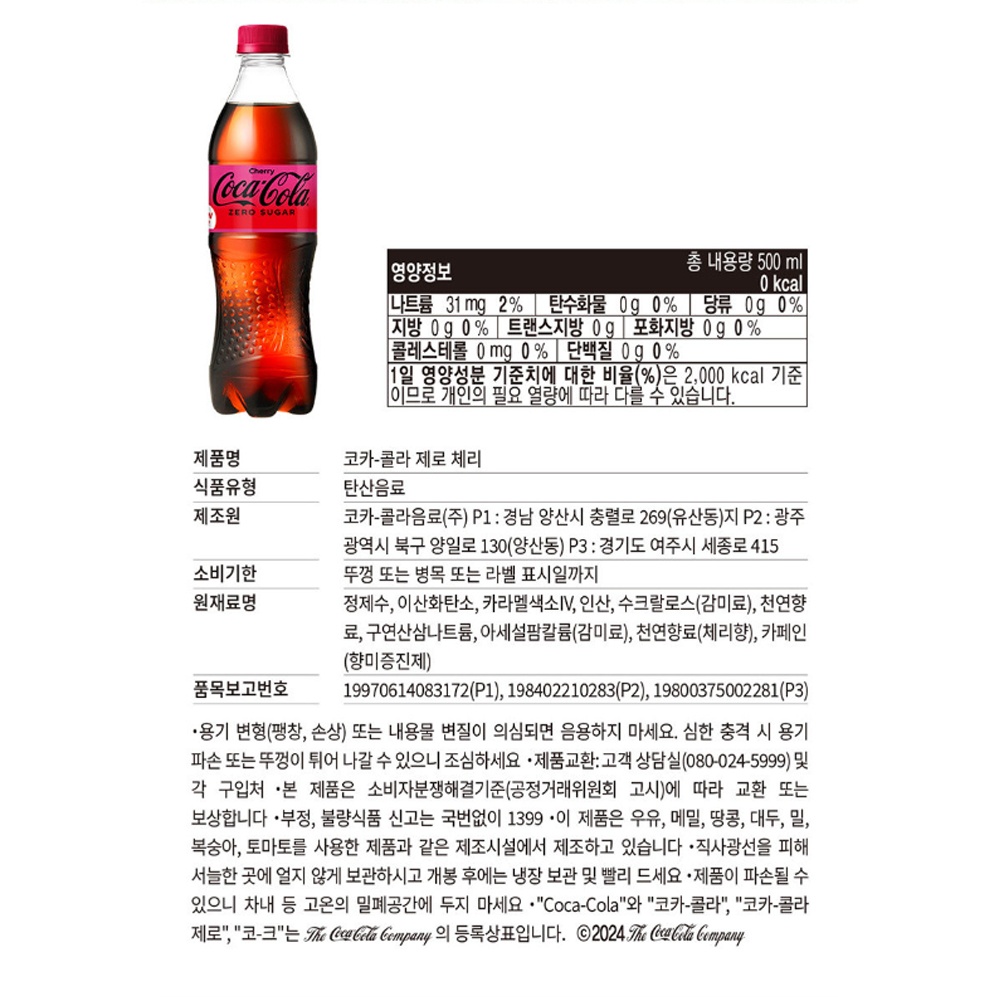 Cherry
Coca-Cola
ZERO SUGAR
영양정보
총 내용량 500 ml
0 kcal
나트륨 31 mg 2% 탄수화물 0 g 0% 당류 0 g 0%
지방 0 g 0% 트랜스지방 0 g 포화지방 0 g 0%
콜레스테롤 0 mg 0% 단백질 0 g 0%
1일 영양성분 기준치에 대한 비율(%)은 2,000 kcal 기준
이므로 개인의 필요 열량에 따라 다를 수 있습니다.
제품명 코카-콜라 제로 체리
식품유형 탄산음료
제조원 코카-콜라음료(주) P1 : 경남 양산시 충렬로 269(유산동)지 P2 : 광주
광역시 북구 양일로 130(양산동) P3 : 경기도 여주시 세종로 415
소비기한 뚜껑 또는 병목 또는 라벨 표시일까지
원재료명 정제수, 이산화탄소, 카라멜색소IV, 인산, 수크랄로스(감미료), 천연향
료, 구연산삼나트륨, 아세설팜칼륨(감미료), 천연향료(체리향), 카페인
(향미증진제)
품목보고번호 19970614083172(P1), 198402210283(P2), 19800375002281(P3)
•용기 변형(팽창, 손상) 또는 내용물 변질이 의심되면 음용하지 마세요. 심한 충격 시 용기
파손 또는 뚜껑이 튀어 나갈 수 있으니 조심하세요 •제품교환: 고객 상담실(080-024-5999) 및
각 구입처 •본 제품은 소비자분쟁해결기준(공정거래위원회 고시)에 따라 교환 또는
보상합니다 •부정, 불량식품 신고는 국번없이 1399 •이 제품은 우유, 메밀, 땅콩, 대두, 밀,
복숭아, 토마토를 사용한 제품과 같은 제조시설에서 제조하고 있습니다 •직사광선을 피해
서늘한 곳에 얼지 않게 보관하시고 개봉 후에는 냉장 보관 및 빨리 드세요 •제품이 파손될 수
있으니 차내 등 고온의 밀폐공간에 두지 마세요 •"Coca-Cola"와 "코카-콜라", "코카-콜라
제로", "코-크"는 The Coca-Cola Company 의 등록상표입니다. ©2024 The Coca-Cola Company